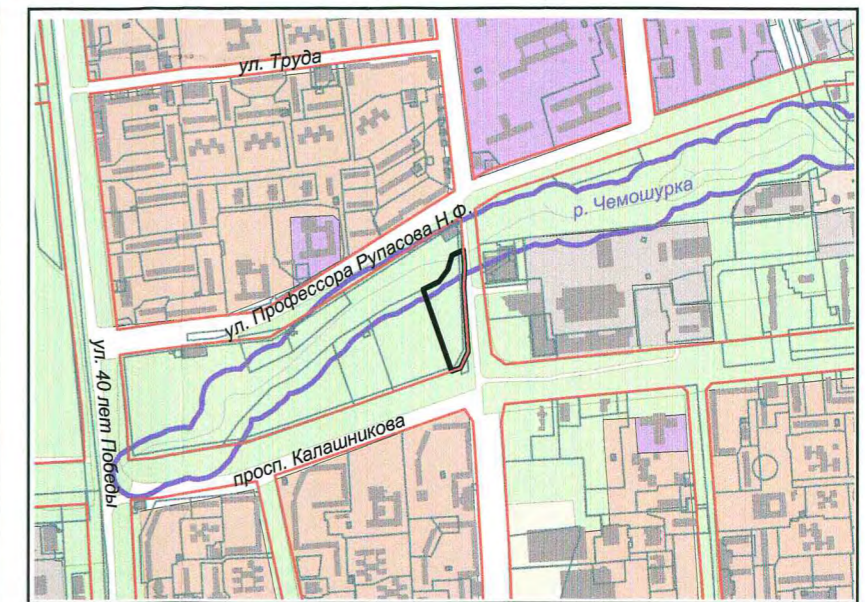 ул. Труда
р. Чемошурка
ул. Профессора Рупасова Н.Ф.
ул. 40 лет Победы
просп. Калашникова